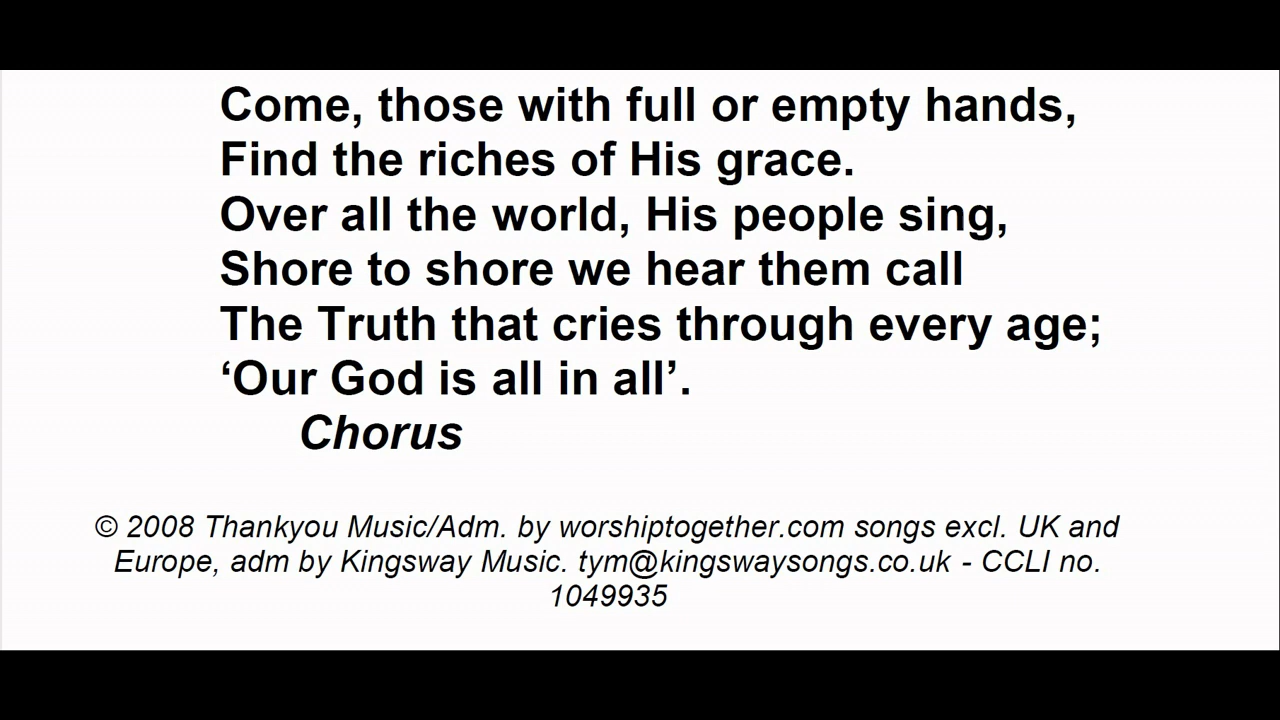 Come, those with full or empty hands,
Find the riches of His grace.
Over all the world, His people sing,
Shore to shore we hear them call
The Truth that cries through every age;
‘Our God is all in all’.
Chorus
© 2008 Thankyou Music/Adm. by worshiptogether.com songs excl. UK and
Europe, adm by Kingsway Music. tym@kingswaysongs.co.uk - CCLI no.
1049935